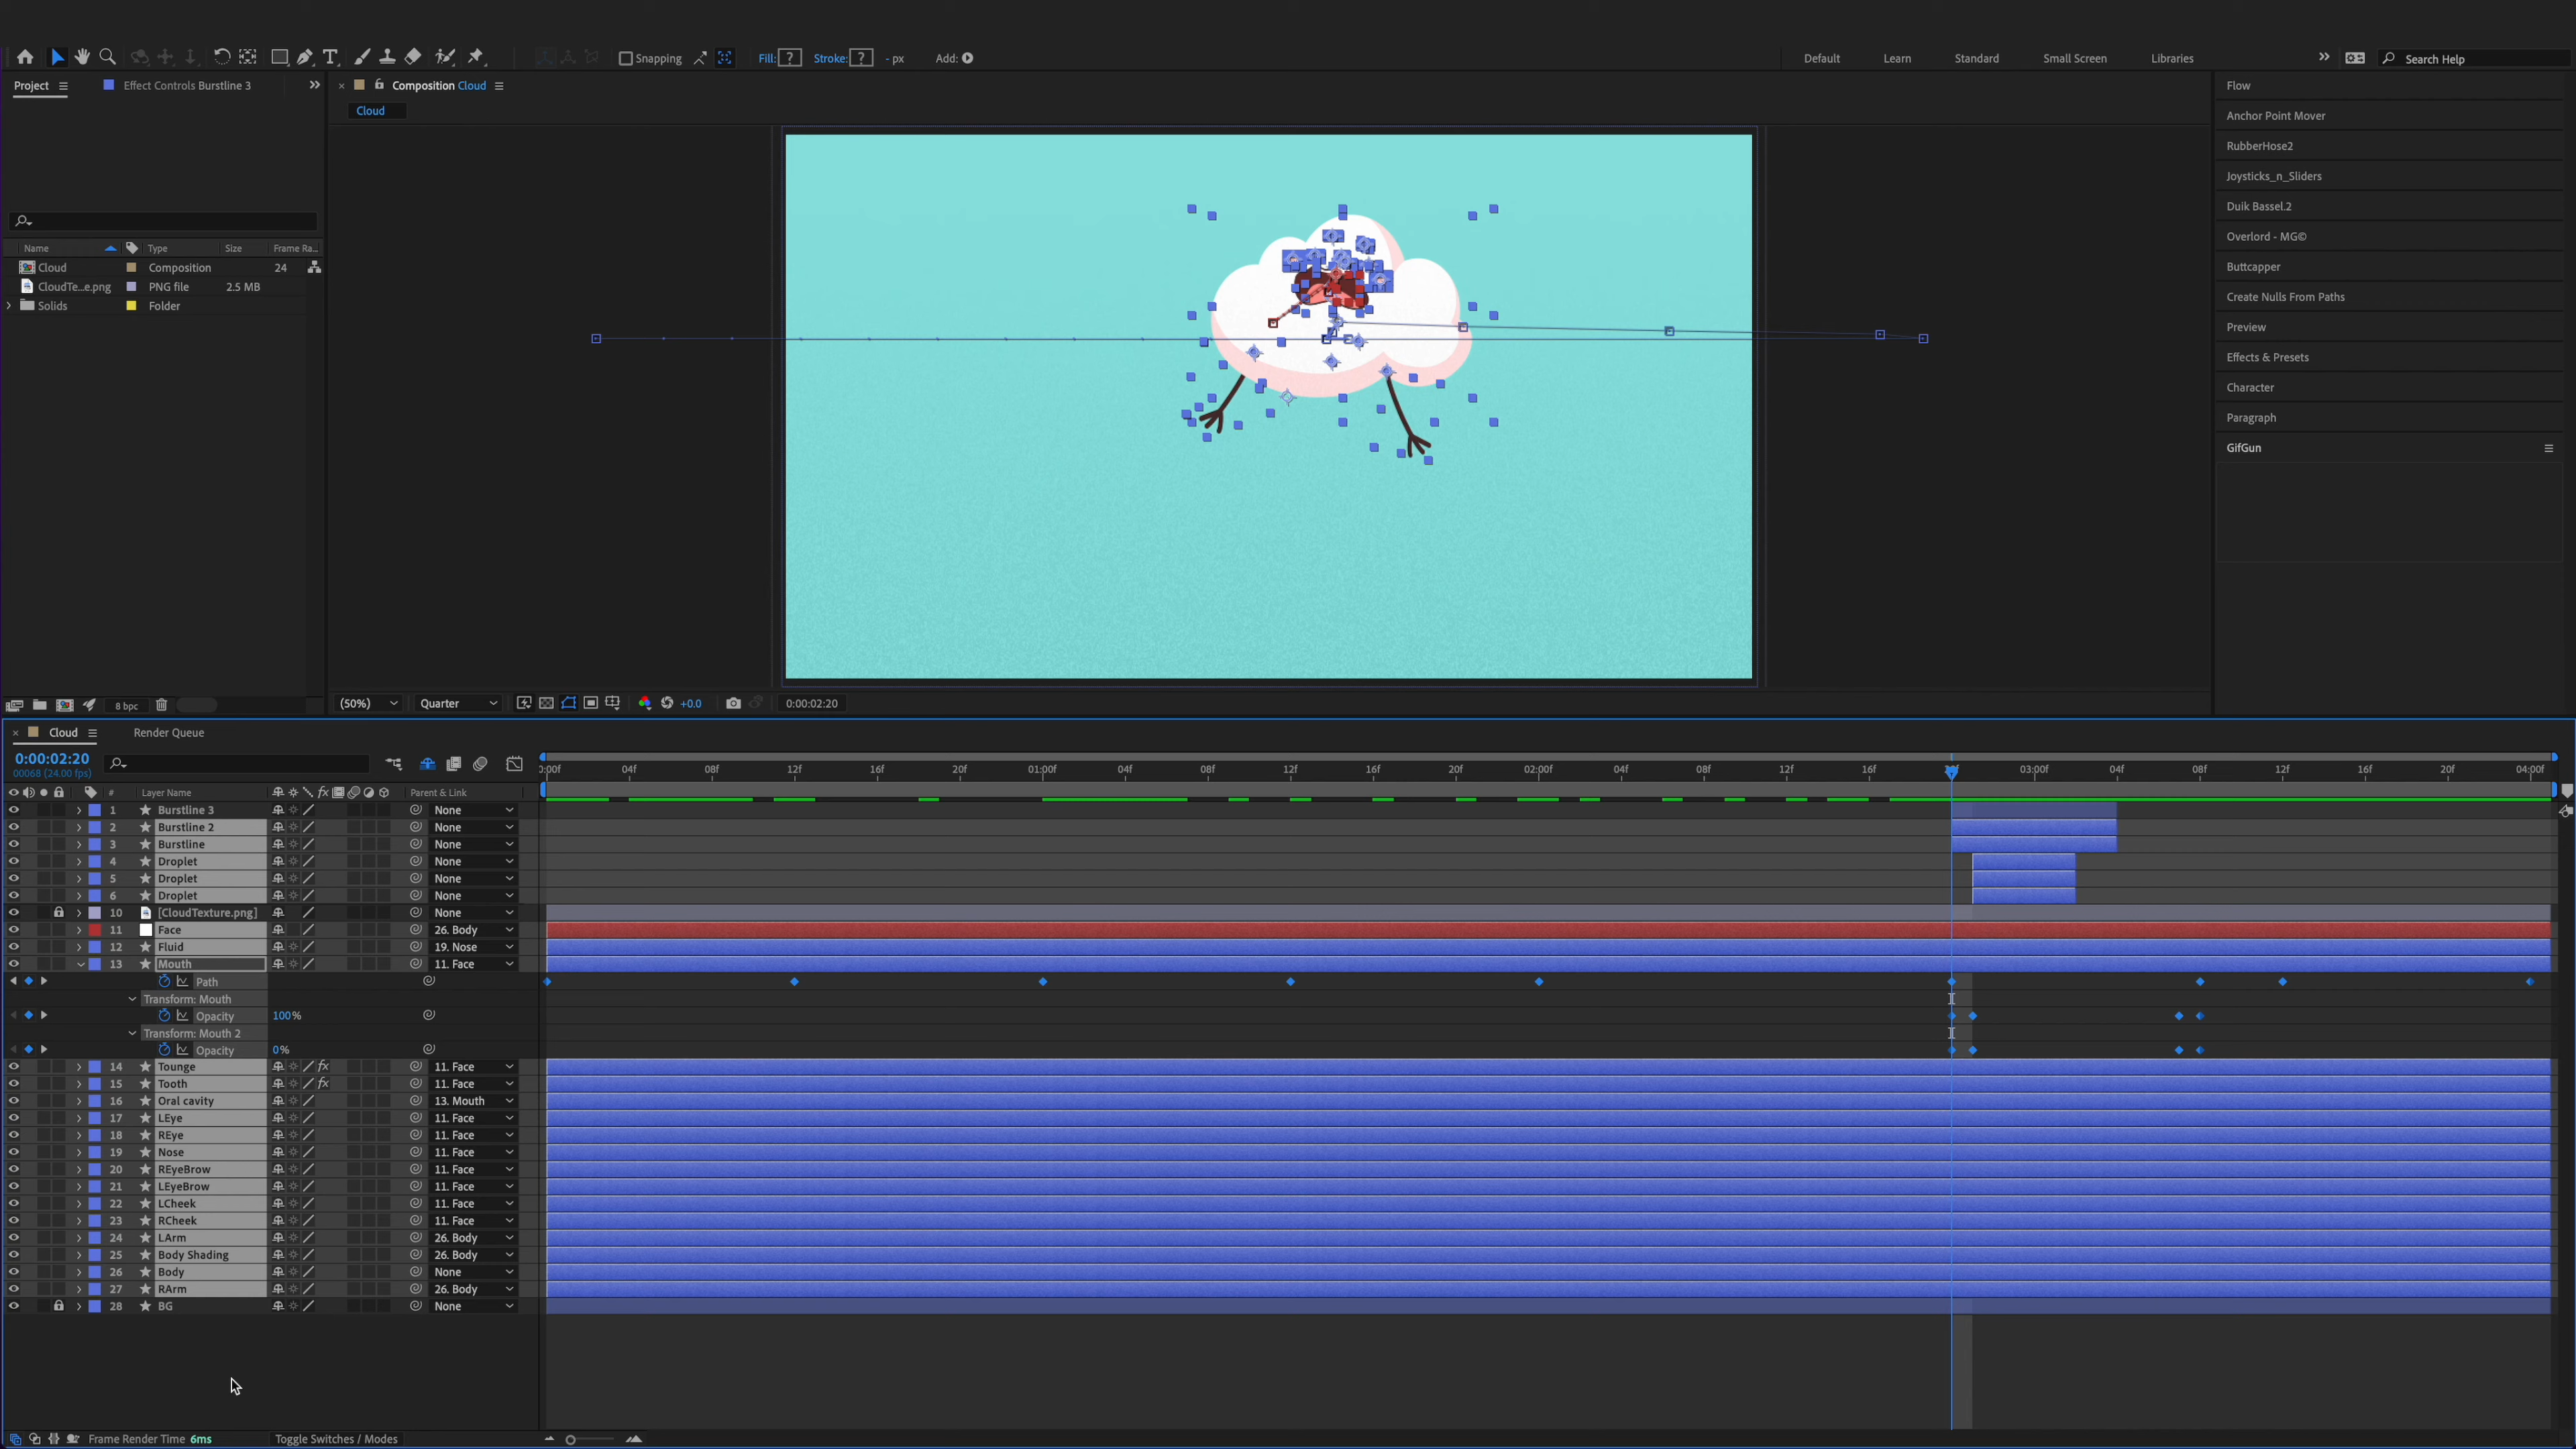 Snapping
Fill: ?
Stroke: ?
- px
Add:
Default
Learn
Standard
Small Screen
Libraries
Search Help
Project
Effect Controls Burstline 3
Composition Cloud
Cloud
Name
Type
Size
Frame Ra...
Cloud
Composition
24
CloudTe...e.png
PNG file
2.5 MB
Solids
Folder
8 bpc
(50%)
Quarter
+0.0
0:00:02:20
Flow
Anchor Point Mover
RubberHose2
Joysticks_n_Sliders
Duik Bassel.2
Overlord - MG©
Buttcapper
Create Nulls From Paths
Preview
Effects & Presets
Character
Paragraph
GifGun
Cloud
Render Queue
0:00:02:20
00068 (24.00 fps)
04f 08f 12f 16f 20f 01:00f 04f 08f 12f 16f 20f 02:00f 04f 08f 12f 16f 03:00f 04f 08f 12f 16f 20f 04:00f
# Layer Name fx Parent & Link
1 Burstline 3 None
2 Burstline 2 None
3 Burstline None
4 Droplet None
5 Droplet None
6 Droplet None
10 [CloudTexture.png] None
11 Face 26. Body
12 Fluid 19. Nose
13 Mouth 11. Face
Path
Transform: Mouth
Opacity 100%
Transform: Mouth 2
Opacity 0%
14 Tounge fx 11. Face
15 Tooth fx 11. Face
16 Oral cavity 13. Mouth
17 LEye 11. Face
18 REye 11. Face
19 Nose 11. Face
20 REyeBrow 11. Face
21 LEyeBrow 11. Face
22 LCheek 11. Face
23 RCheek 11. Face
24 LArm 26. Body
25 Body Shading 26. Body
26 Body None
27 RArm 26. Body
28 BG None
Frame Render Time 6ms
Toggle Switches / Modes